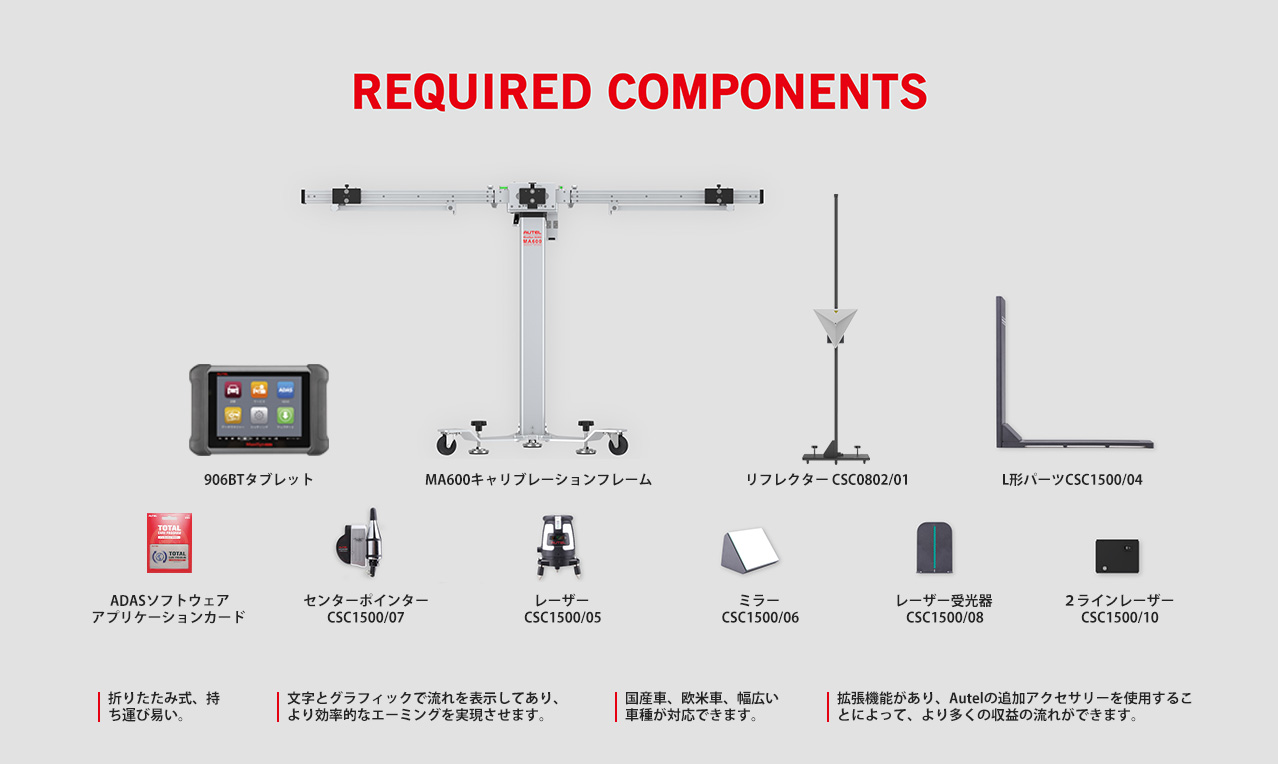 REQUIRED COMPONENTS
AUTEL
MA600
ADAS
906BTタブレット
MA600キャリブレーションフレーム
リフレクター CSC0802/01
L形パーツCSC1500/04
TOTAL
TOTAL
AUTEL
ADASソフトウェア
アプリケーションカード
センターポインター
CSC1500/07
レーザー
CSC1500/05
ミラー
CSC1500/06
レーザー受光器
CSC1500/08
２ラインレーザー
CSC1500/10
折りたたみ式、持
ち運び易い。
文字とグラフィックで流れを表示してあり、
より効率的なエーミングを実現させます。
国産車、欧米車、幅広い
車種が対応できます。
拡張機能があり、Autelの追加アクセサリーを使用するこ
とによって、より多くの収益の流れができます。